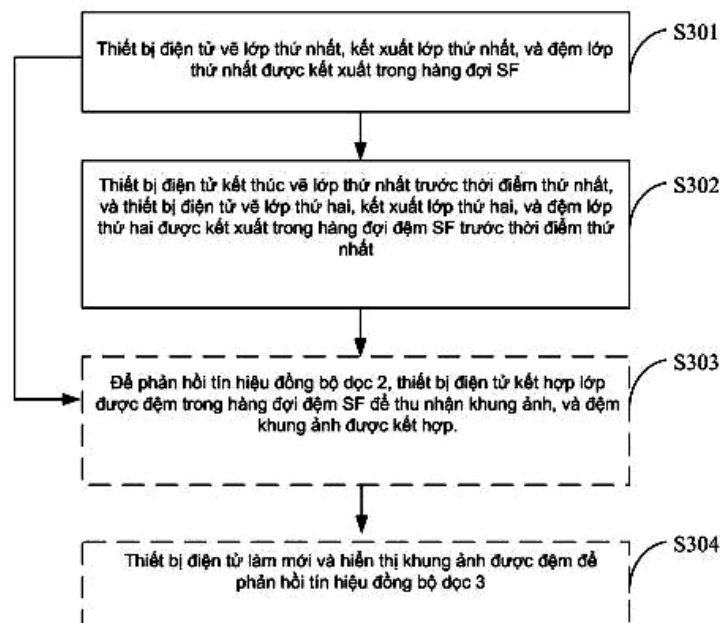 Thiết bị điện tử vẽ lớp thứ nhất, kết xuất lớp thứ nhất, và đệm lớp
thứ nhất được kết xuất trong hàng đợi SF
S301
Thiết bị điện tử kết thúc vẽ lớp thứ nhất trước thời điểm thứ nhất,
và thiết bị điện tử vẽ lớp thứ hai, kết xuất lớp thứ hai, và đệm lớp
thứ hai được kết xuất trong hàng đợi đệm SF trước thời điểm thứ
nhất
S302
Để phản hồi tín hiệu đồng bộ dọc 2, thiết bị điện tử kết hợp lớp
được đệm trong hàng đợi đệm SF để thu nhận khung ảnh, và đệm
khung ảnh được kết hợp.
S303
Thiết bị điện tử làm mới và hiển thị khung ảnh được đệm để
phản hồi tín hiệu đồng bộ dọc 3
S304